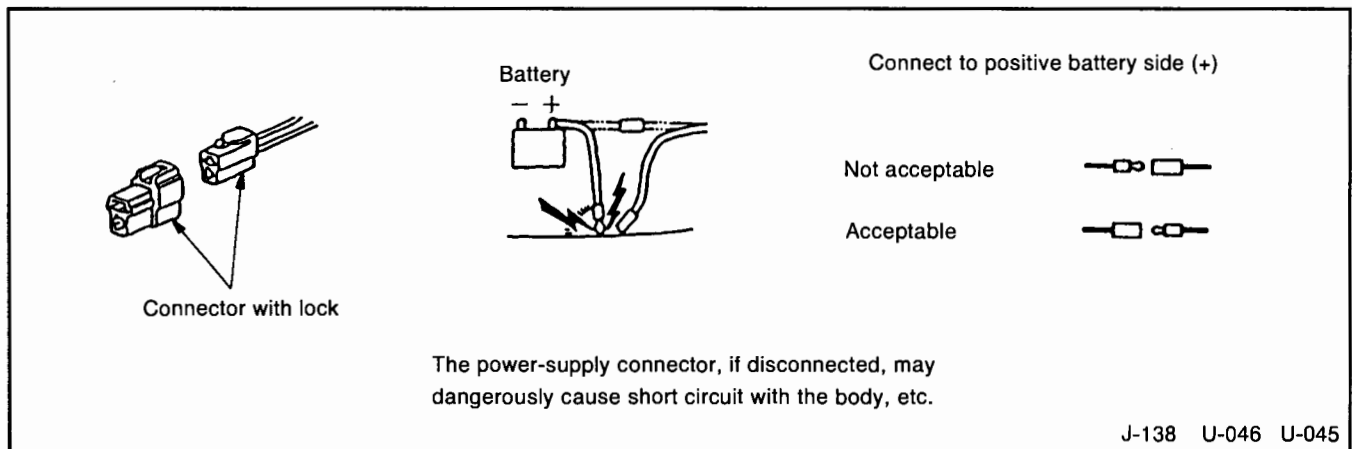 Battery
− +
Connect to positive battery side (+)
Not acceptable
Acceptable
Connector with lock
The power-supply connector, if disconnected, may
dangerously cause short circuit with the body, etc.
J-138 U-046 U-045